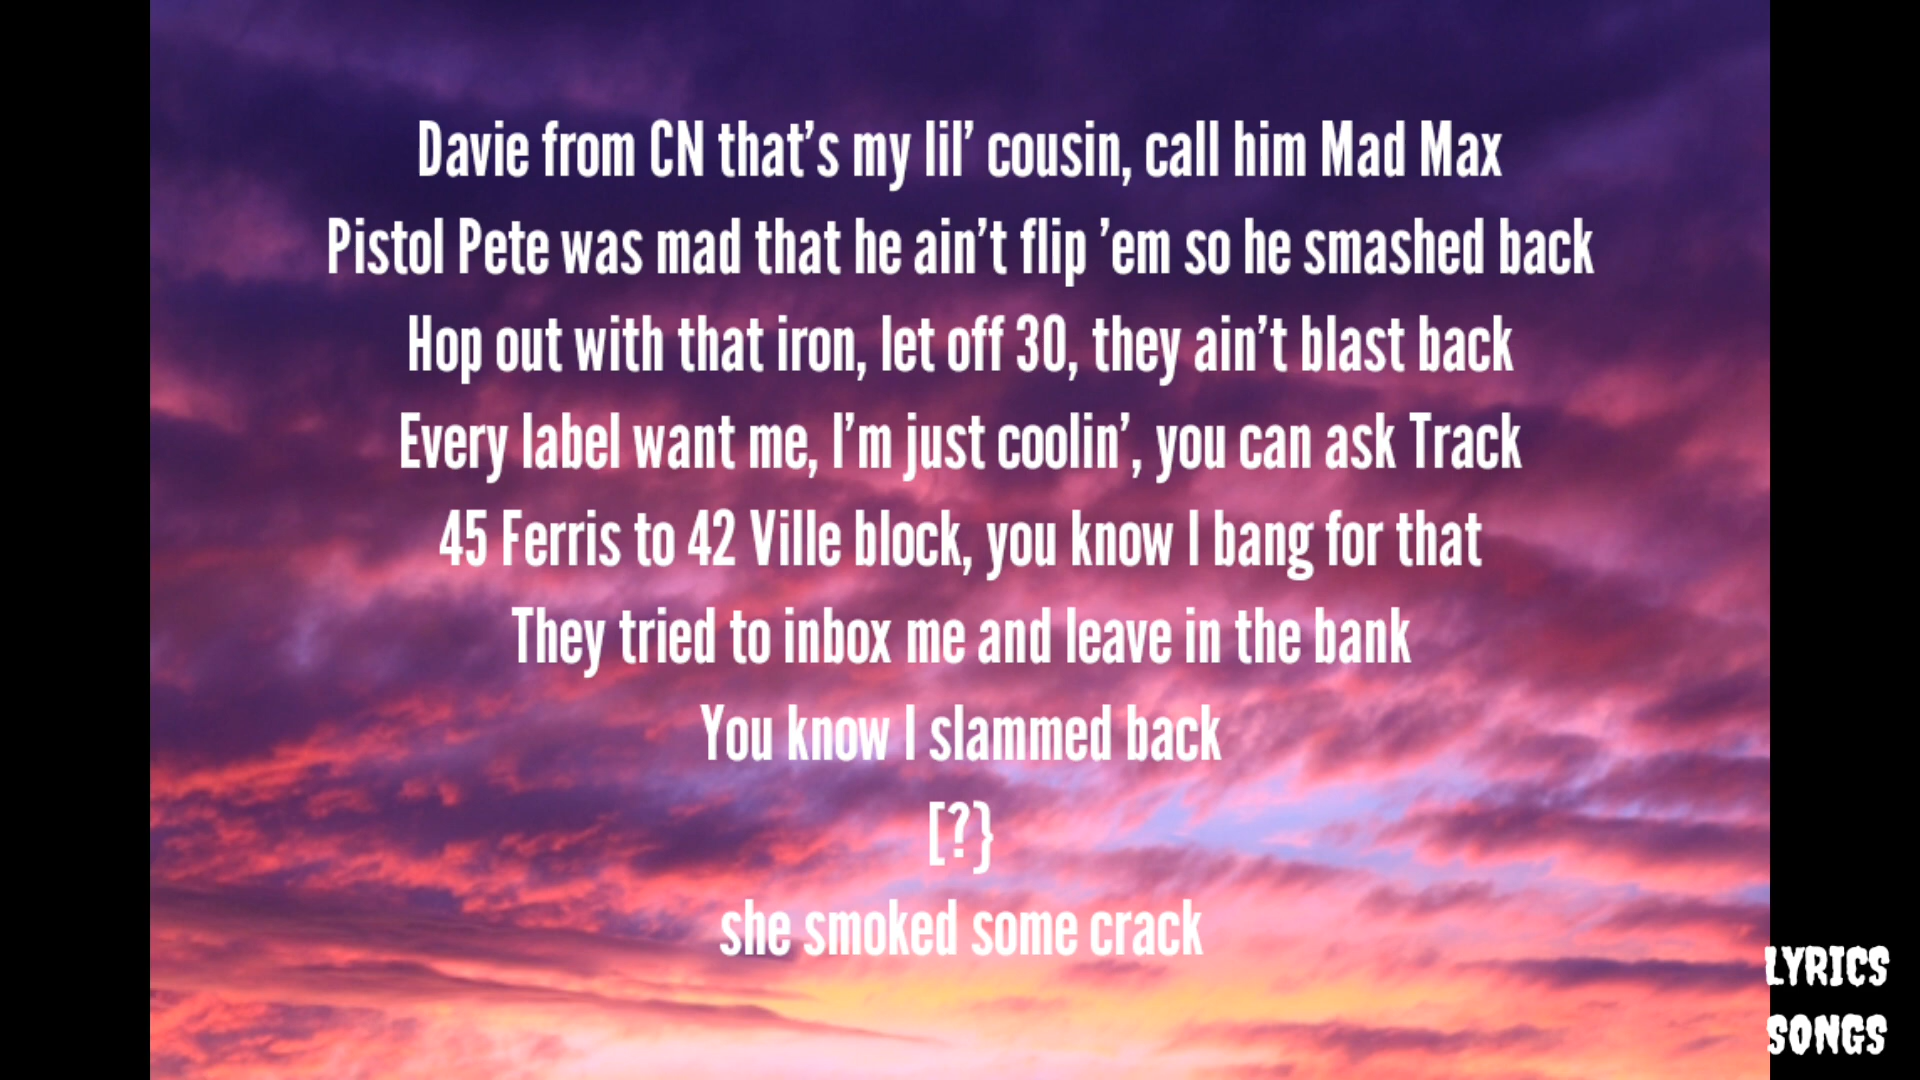 Davie from CN that's my lil' cousin, call him Mad Max
Pistol Pete was mad that he ain't flip 'em so he smashed back
Hop out with that iron, let off 30, they ain't blast back
Every label want me, I'm just coolin', you can ask Track
45 Ferris to 42 Ville block, you know I bang for that
They tried to inbox me and leave in the bank
You know I slammed back
[?}
she smoked some crack
LYRICS
SONGS